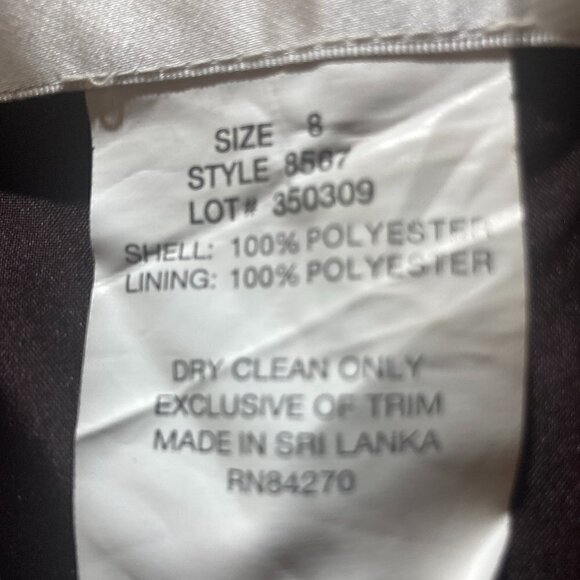 SIZE 8
STYLE 8567
LOT# 350309
SHELL: 100% POLYESTER
LINING: 100% POLYESTER
DRY CLEAN ONLY
EXCLUSIVE OF TRIM
MADE IN SRI LANKA
RN84270